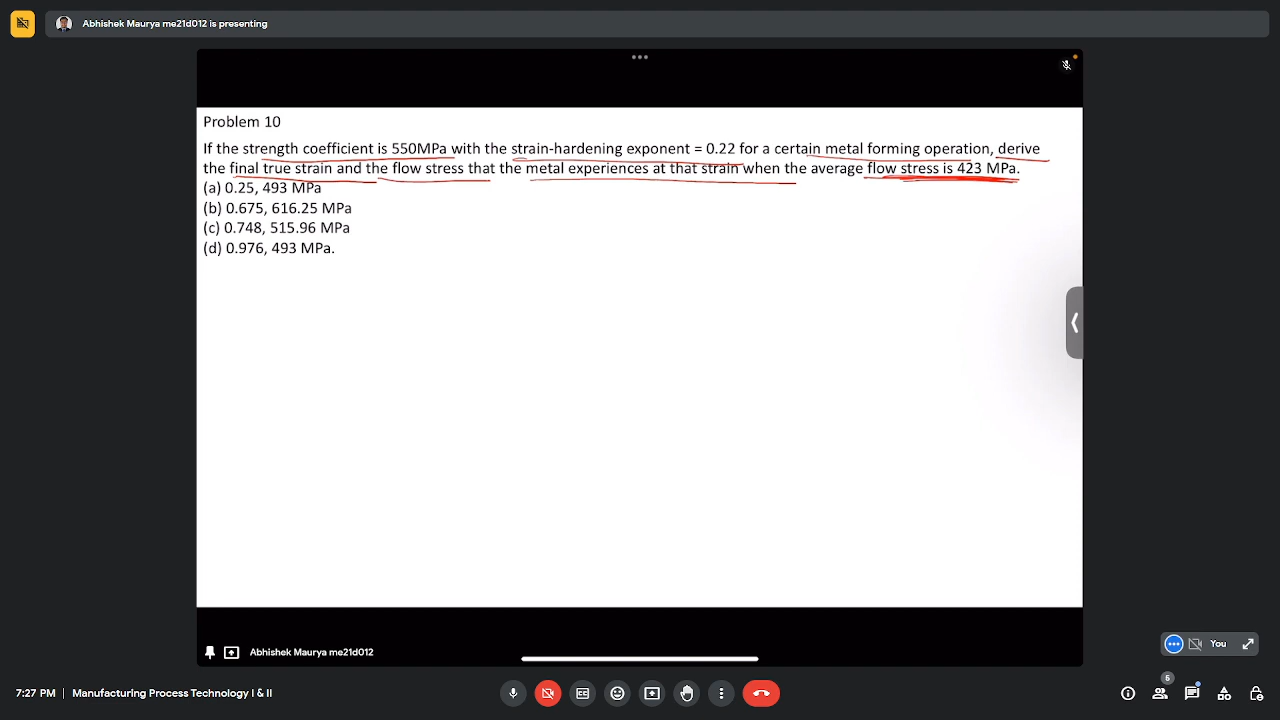 Abhishek Maurya me21d012 is presenting
Problem 10
If the strength coefficient is 550MPa with the strain-hardening exponent = 0.22 for a certain metal forming operation, derive
the final true strain and the flow stress that the metal experiences at that strain when the average flow stress is 423 MPa.
(a) 0.25, 493 MPa
(b) 0.675, 616.25 MPa
(c) 0.748, 515.96 MPa
(d) 0.976, 493 MPa.
You
Abhishek Maurya me21d012
7:27 PM | Manufacturing Process Technology I & II
6